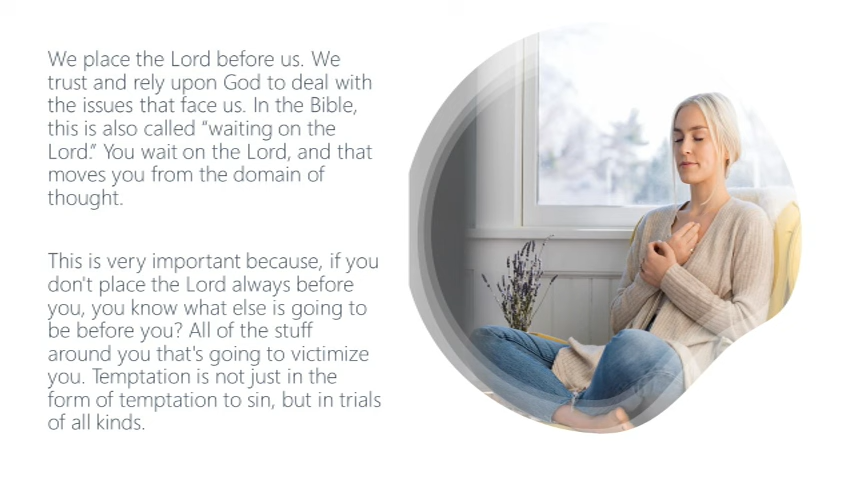 We place the Lord before us. We
trust and rely upon God to deal with
the issues that face us. In the Bible,
this is also called “waiting on the
Lord.” You wait on the Lord, and that
moves you from the domain of
thought.
This is very important because, if you
don't place the Lord always before
you, you know what else is going to
be before you? All of the stuff
around you that's going to victimize
you. Temptation is not just in the
form of temptation to sin, but in trials
of all kinds.